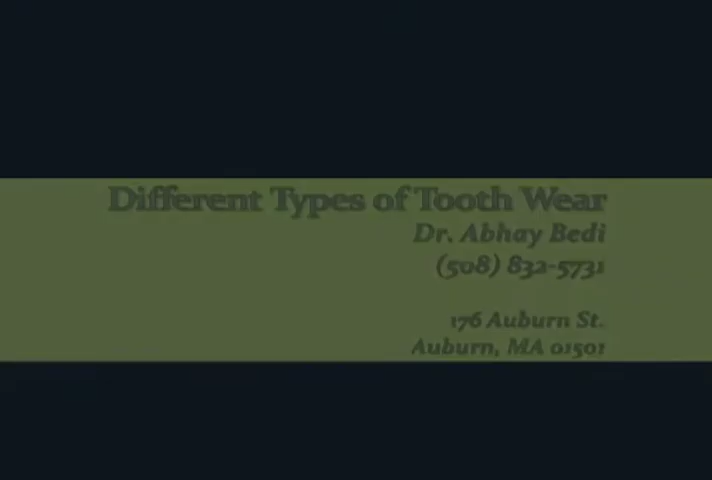 Different Types of Tooth Wear
Dr. Abhay Bedi
(508) 832-5731
176 Auburn St.
Auburn, MA 01501